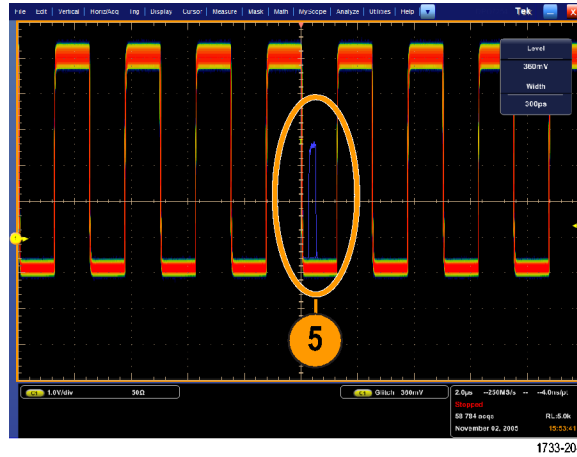 File | Edit | Vertical | Horiz/Acq | Trig | Display | Cursor | Measure | Mask | Math | MyScope | Analyze | Utilities | Help | Tek
Level
360mV
Width
300ps
5
C1 1.0V/div 50Ω
C1 Glitch 360mV
2.0µs --250MS/s -- --4.0ns/pt
Stopped
58 784 acqs RL:5.0k
November 02, 2005 15:53:41
1733-20